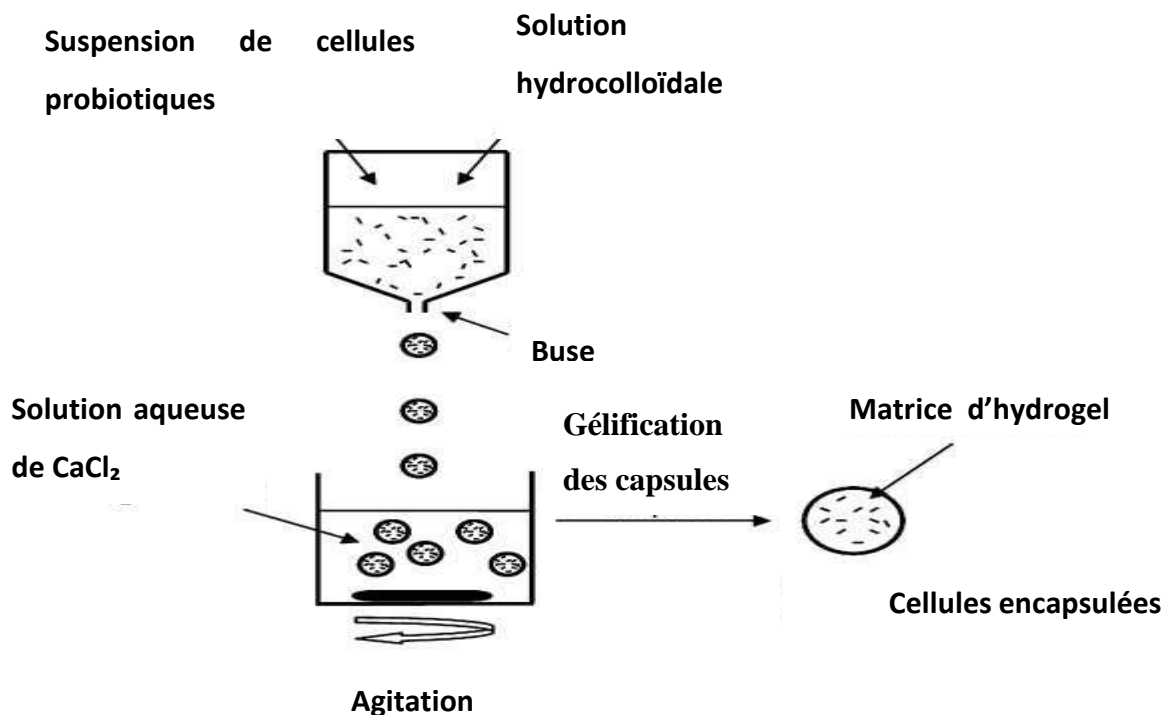 Suspension de cellules
probiotiques
Solution
hydrocolloïdale
Buse
Solution aqueuse
de CaCl₂
Gélification
des capsules
Matrice d’hydrogel
Cellules encapsulées
Agitation